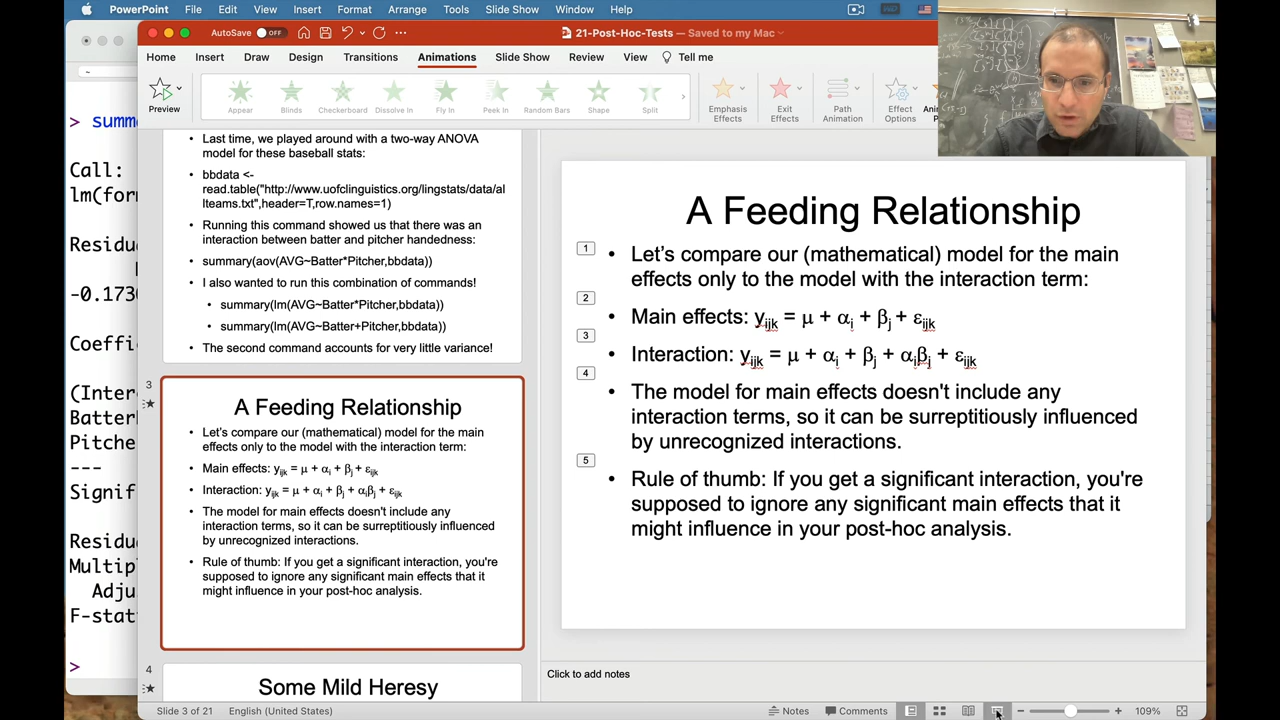 PowerPoint File Edit View Insert Format Arrange Tools Slide Show Window Help
AutoSave OFF 21-Post-Hoc-Tests — Saved to my Mac
Home Insert Draw Design Transitions Animations Slide Show Review View Tell me
Preview Appear Blinds Checkerboard Dissolve In Fly In Peek In Random Bars Shape Split Emphasis Effects Exit Effects Path Animation Effect Options
~
> summ
Call:
lm(for
Residu
-0.173
Coeffi
(Inter
Batter
Pitcher
---
Signif
Residu
Multip
Adju
F-stat
>
• Last time, we played around with a two-way ANOVA
model for these baseball stats:
• bbdata <-
read.table("http://www.uofclinguistics.org/lingstats/data/al
lteams.txt",header=T,row.names=1)
• Running this command showed us that there was an
interaction between batter and pitcher handedness:
• summary(aov(AVG~Batter*Pitcher,bbdata))
• I also wanted to run this combination of commands!
• summary(lm(AVG~Batter*Pitcher,bbdata))
• summary(lm(AVG~Batter+Pitcher,bbdata))
• The second command accounts for very little variance!
3
A Feeding Relationship
• Let's compare our (mathematical) model for the main
effects only to the model with the interaction term:
• Main effects: yijk = μ + αi + βj + εijk
• Interaction: yijk = μ + αi + βj + αiβj + εijk
• The model for main effects doesn't include any
interaction terms, so it can be surreptitiously influenced
by unrecognized interactions.
• Rule of thumb: If you get a significant interaction, you're
supposed to ignore any significant main effects that it
might influence in your post-hoc analysis.
4
Some Mild Heresy
A Feeding Relationship
1 • Let's compare our (mathematical) model for the main
effects only to the model with the interaction term:
2 • Main effects: yijk = μ + αi + βj + εijk
3 • Interaction: yijk = μ + αi + βj + αiβj + εijk
4 • The model for main effects doesn't include any
interaction terms, so it can be surreptitiously influenced
by unrecognized interactions.
5 • Rule of thumb: If you get a significant interaction, you're
supposed to ignore any significant main effects that it
might influence in your post-hoc analysis.
Click to add notes
Slide 3 of 21 English (United States) Notes Comments 109%